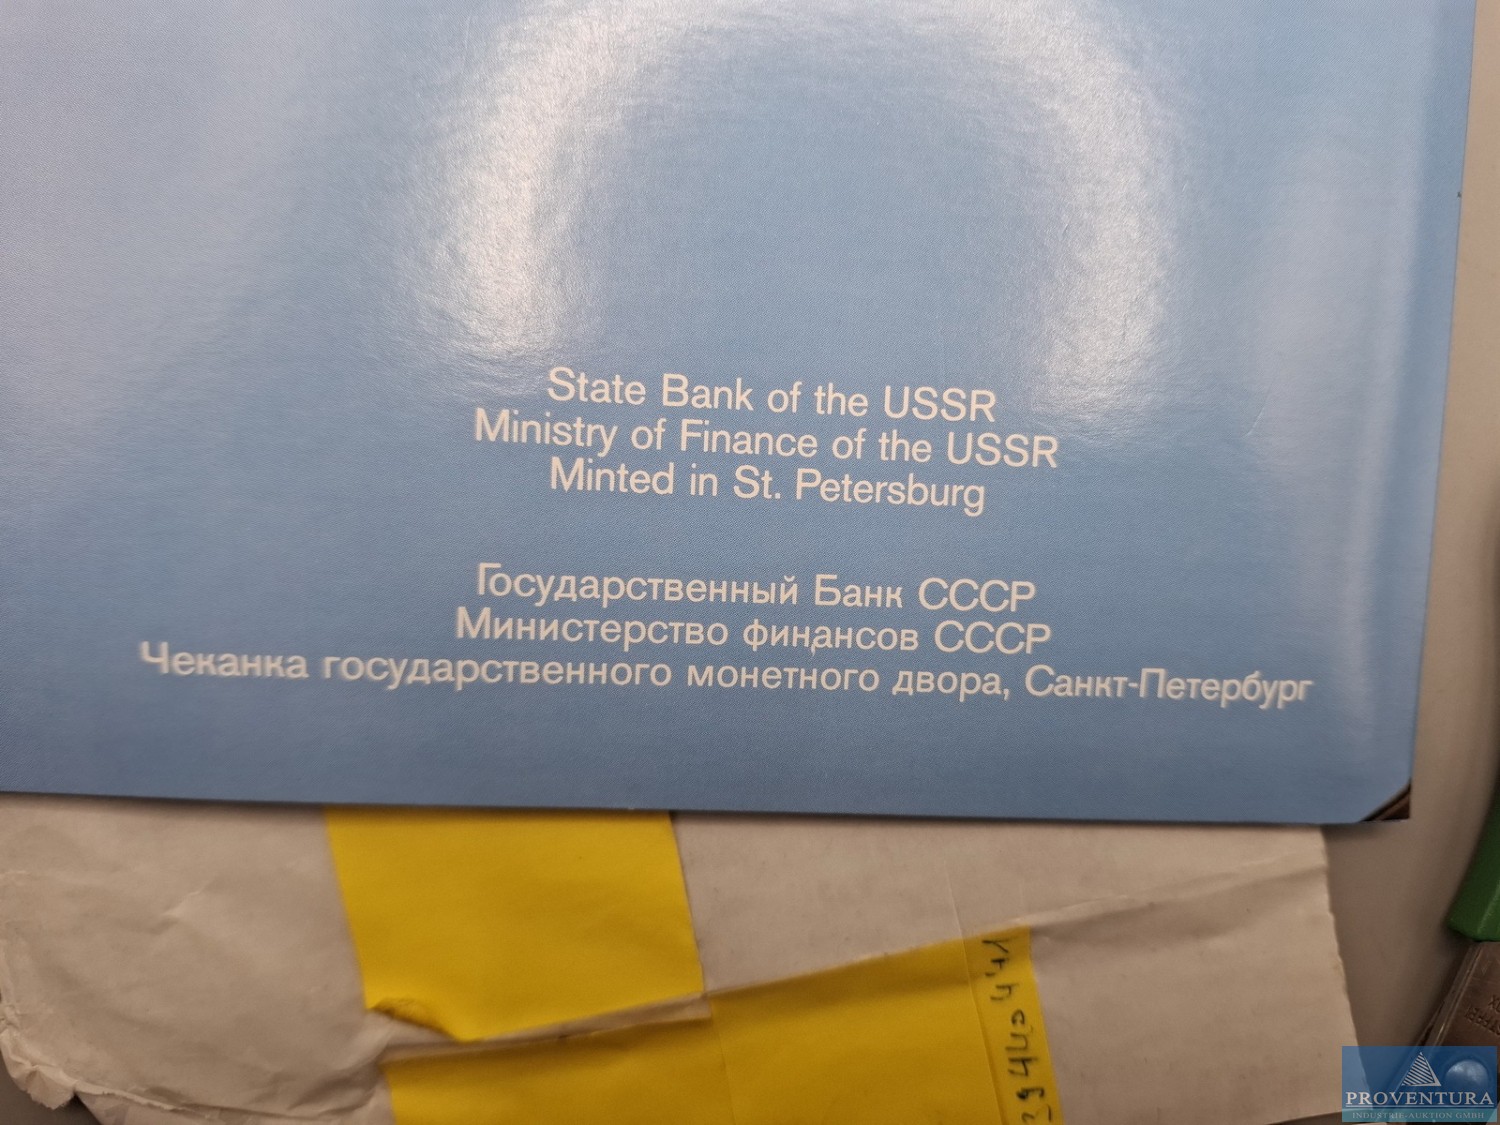 State Bank of the USSR
Ministry of Finance of the USSR
Minted in St. Petersburg
Государственный Банк СССР
Министерство финансов СССР
Чеканка государственного монетного двора, Санкт-Петербург
PROVENTURA
INDUSTRIE-AUKTION GMBH